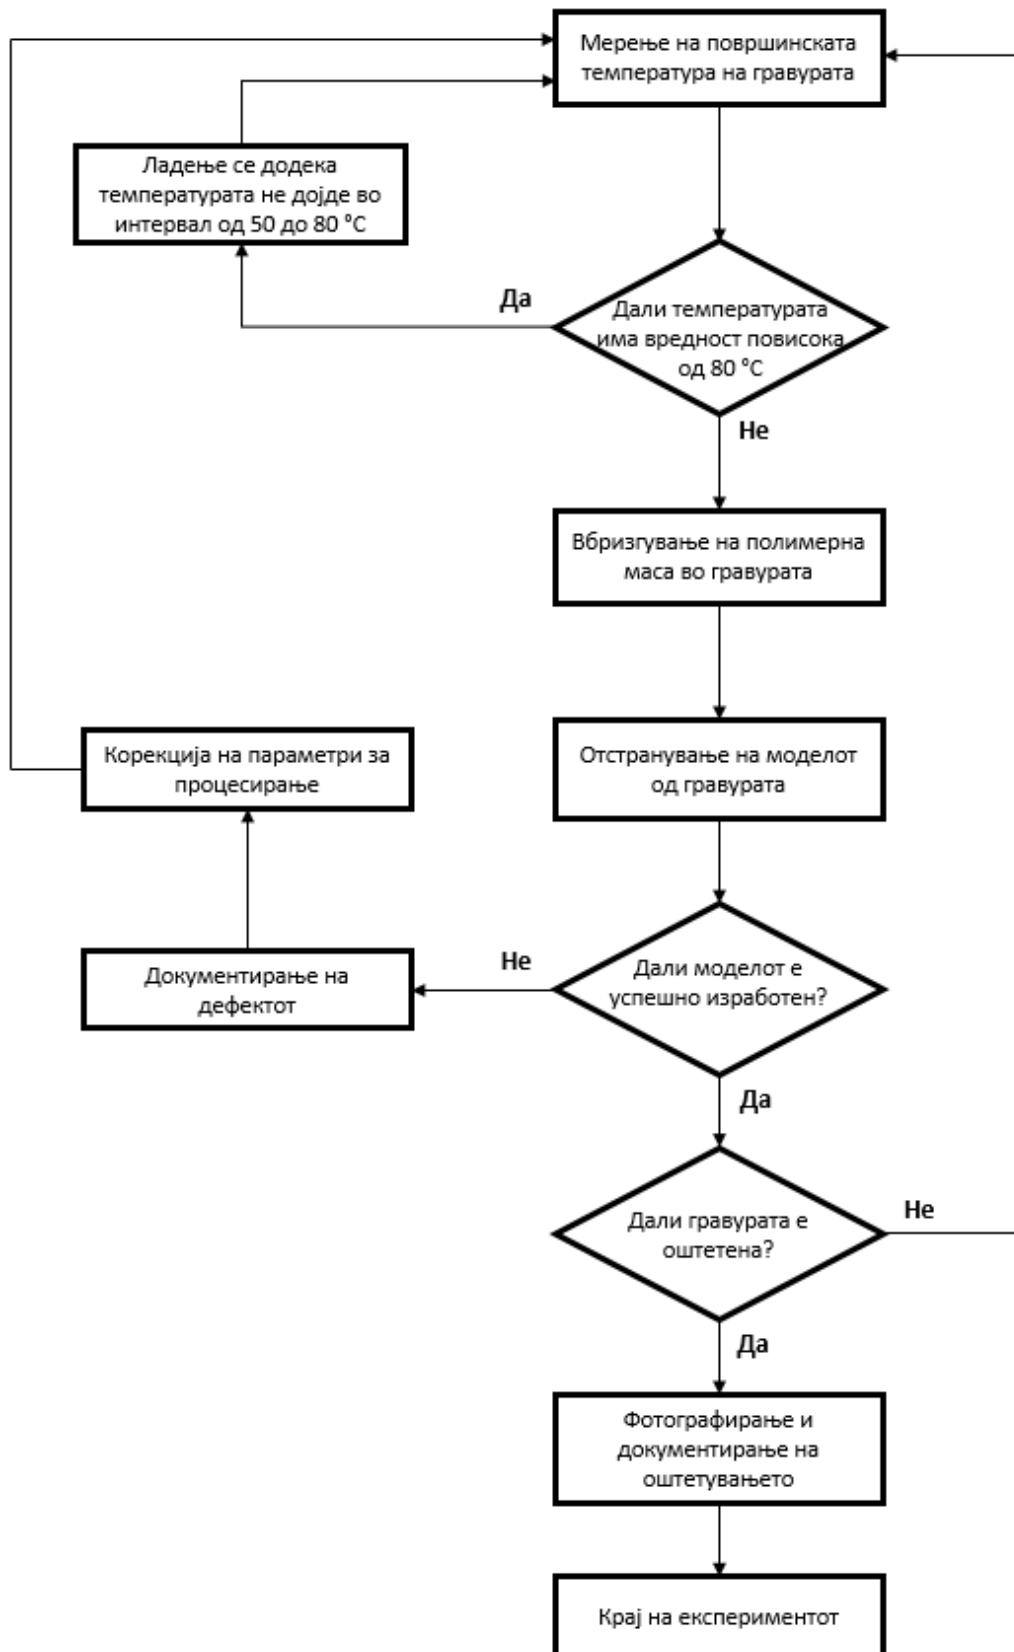 Мерење на површинската
температура на гравурата
Ладење се додека
температурата не дојде во
интервал од 50 до 80 °C
Да
Дали температурата
има вредност повисока
од 80 °C
Не
Вбризгување на полимерна
маса во гравурата
Корекција на параметри за
процесирање
Отстранување на моделот
од гравурата
Документирање на
дефектот
Не
Дали моделот е
успешно изработен?
Да
Дали гравурата е
оштетена?
Не
Да
Фотографирање и
документирање на
оштетувањето
Крај на експериментот